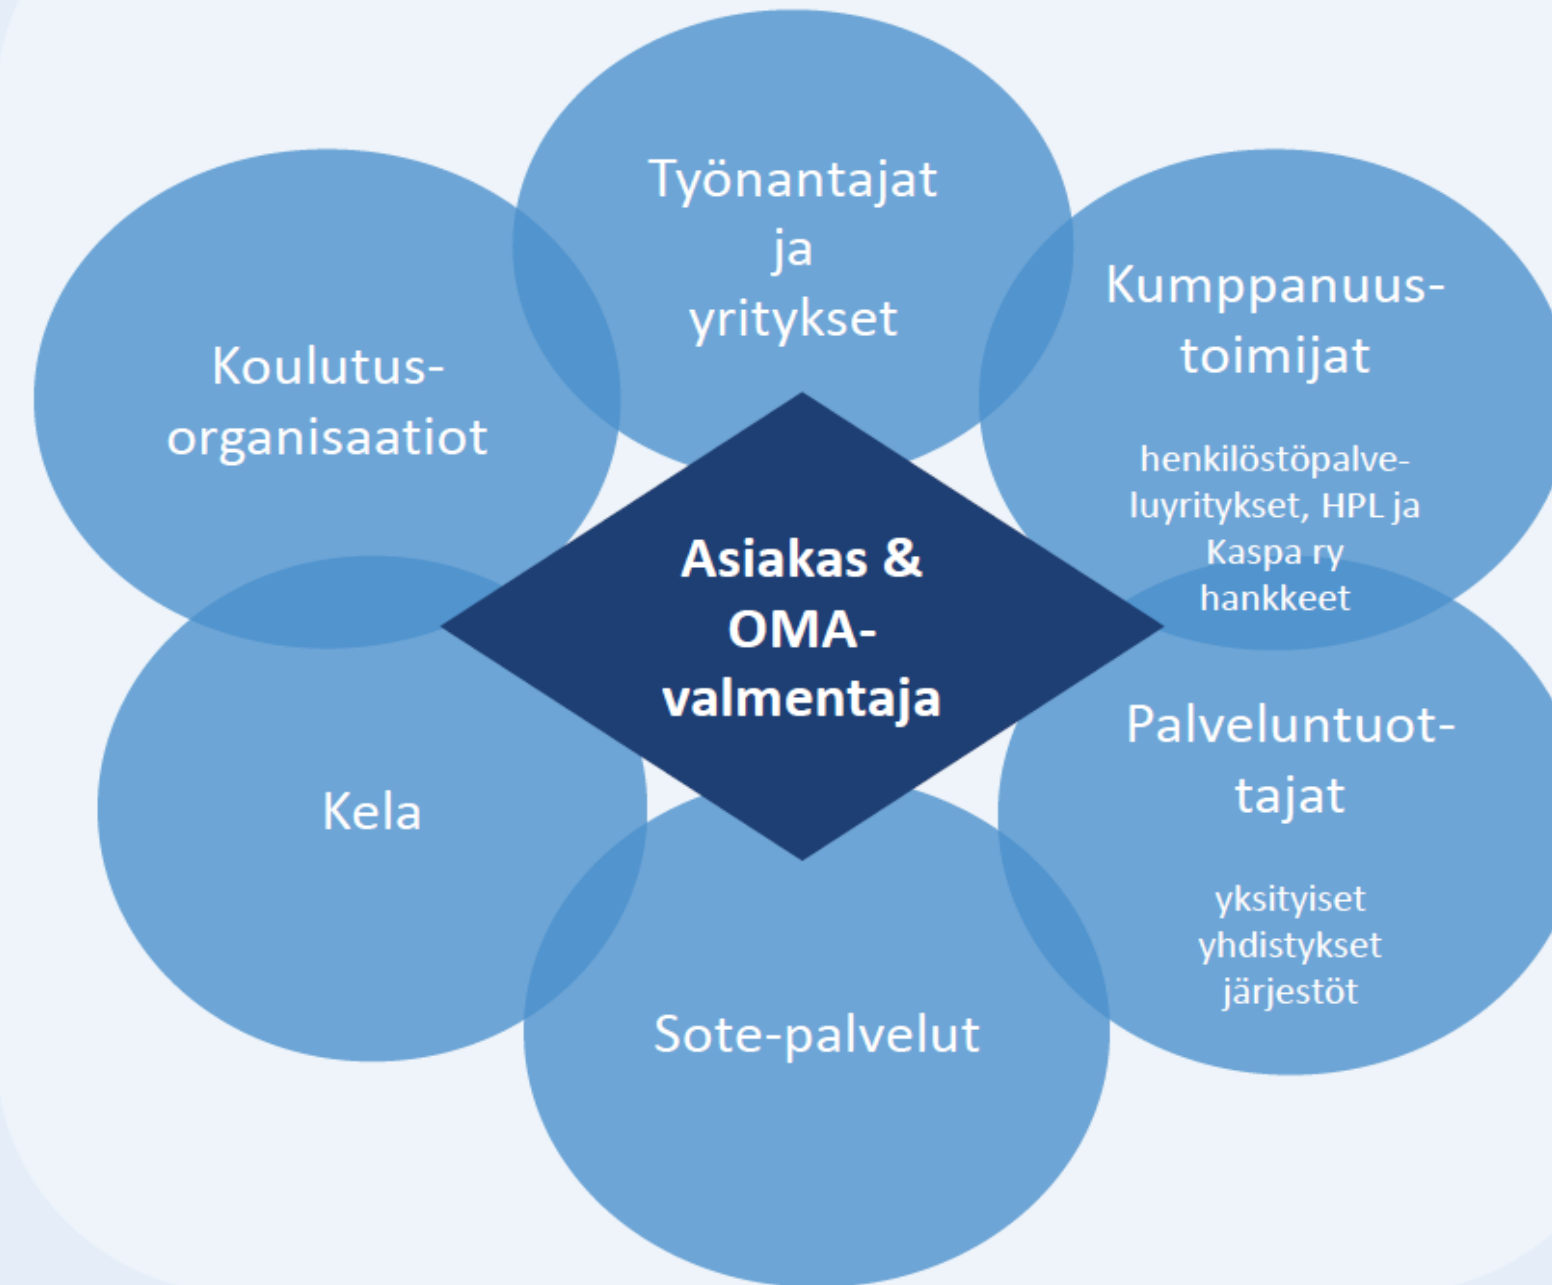 Työnantajat
ja
yritykset
Kumppanuus-
toimijat
henkilöstöpalve-
luyritykset, HPL ja
Kaspa ry
hankkeet
Palveluntuot-
tajat
yksityiset
yhdistykset
järjestöt
Sote-palvelut
Kela
Koulutus-
organisaatiot
Asiakas &
OMA-
valmentaja